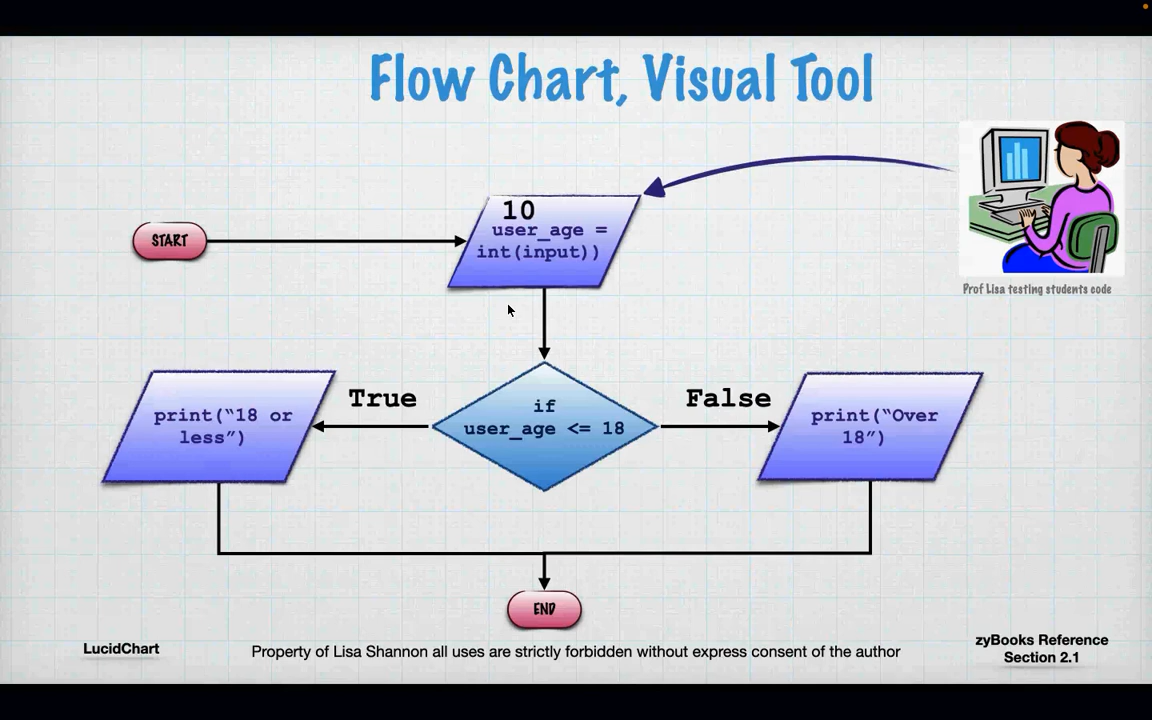 Flow Chart, Visual Tool
10
START
user_age =
int(input))
Prof Lisa testing students code
True
False
print(“18 or
less”)
if
user_age <= 18
print(“Over
18”)
END
LucidChart
Property of Lisa Shannon all uses are strictly forbidden without express consent of the author
zyBooks Reference
Section 2.1